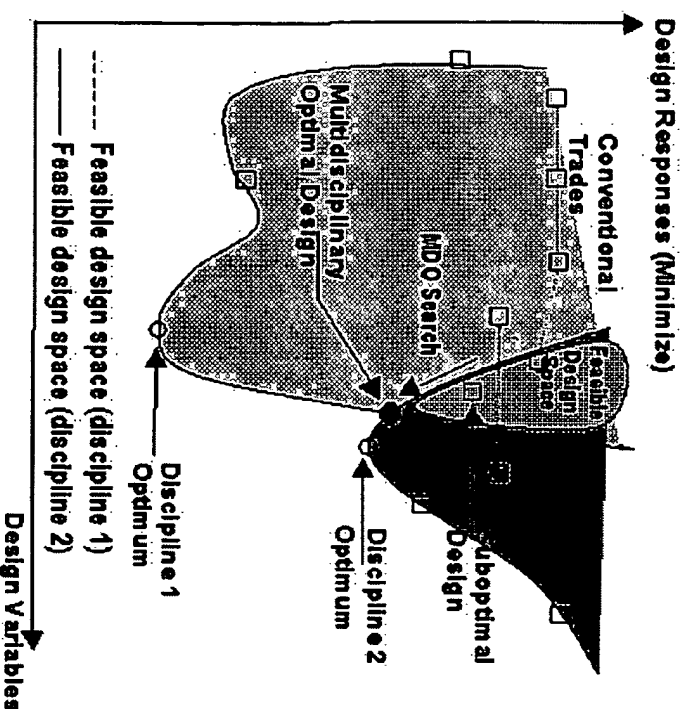 Design Responses (Minimize)
Conventional
Trades
Feasible
Design
Space
MDO Search
Multidisciplinary
Optimal Design
uboptimal
Design
Discipline 2
Optimum
Discipline 1
Optimum
Feasible design space (discipline 1)
Feasible design space (discipline 2)
Design Variables